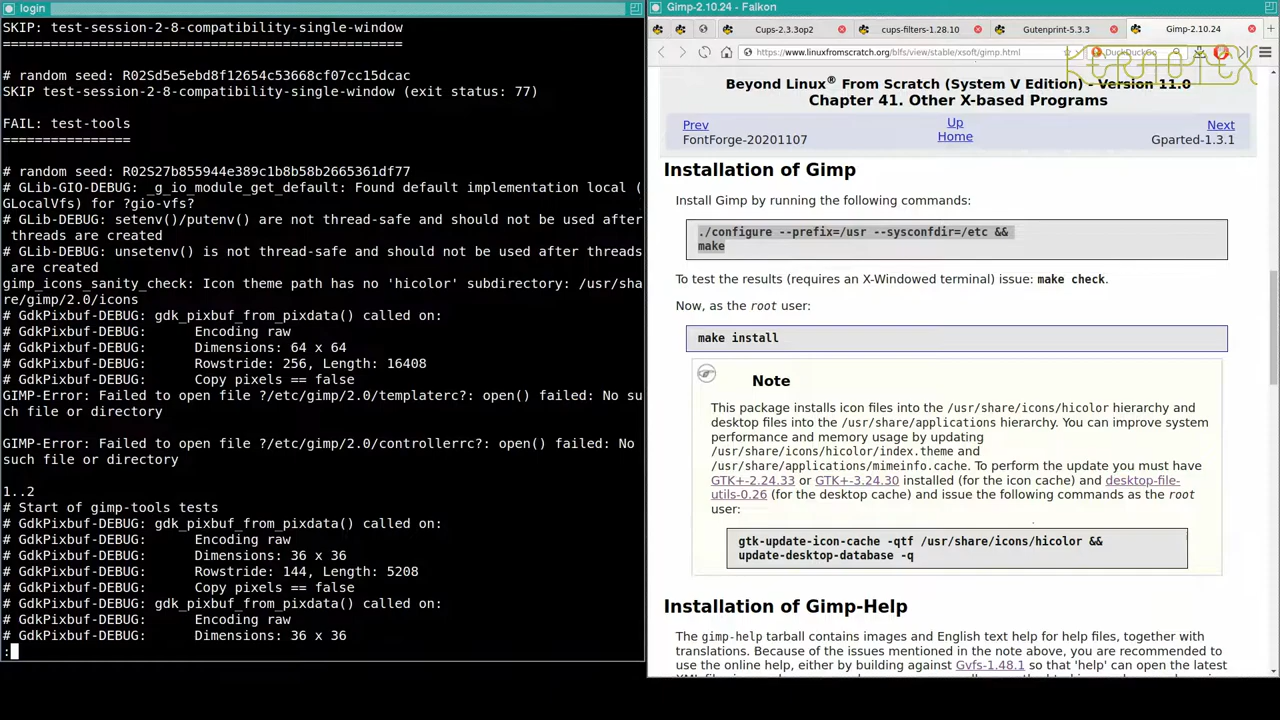 login
SKIP: test-session-2-8-compatibility-single-window
==================================================
# random seed: R02Sd5e5ebd8f12654c53668cf07cc15dcac
SKIP test-session-2-8-compatibility-single-window (exit status: 77)
FAIL: test-tools
================
# random seed: R02S27b855944e389c1b8b58b2665361df77
# GLib-GIO-DEBUG: _g_io_module_get_default: Found default implementation local (
GLocalVfs) for ?gio-vfs?
# GLib-DEBUG: setenv()/putenv() are not thread-safe and should not be used after
threads are created
# GLib-DEBUG: unsetenv() is not thread-safe and should not be used after threads
are created
gimp_icons_sanity_check: Icon theme path has no 'hicolor' subdirectory: /usr/sha
re/gimp/2.0/icons
# GdkPixbuf-DEBUG: gdk_pixbuf_from_pixdata() called on:
# GdkPixbuf-DEBUG: Encoding raw
# GdkPixbuf-DEBUG: Dimensions: 64 x 64
# GdkPixbuf-DEBUG: Rowstride: 256, Length: 16408
# GdkPixbuf-DEBUG: Copy pixels == false
GIMP-Error: Failed to open file ?/etc/gimp/2.0/templaterc?: open() failed: No su
ch file or directory
GIMP-Error: Failed to open file ?/etc/gimp/2.0/controllerrc?: open() failed: No
such file or directory
1..2
# Start of gimp-tools tests
# GdkPixbuf-DEBUG: gdk_pixbuf_from_pixdata() called on:
# GdkPixbuf-DEBUG: Encoding raw
# GdkPixbuf-DEBUG: Dimensions: 36 x 36
# GdkPixbuf-DEBUG: Rowstride: 144, Length: 5208
# GdkPixbuf-DEBUG: Copy pixels == false
# GdkPixbuf-DEBUG: gdk_pixbuf_from_pixdata() called on:
# GdkPixbuf-DEBUG: Encoding raw
# GdkPixbuf-DEBUG: Dimensions: 36 x 36
:
Gimp-2.10.24 - Falkon
Cups-2.3.3op2 cups-filters-1.28.10 Gutenprint-5.3.3 Gimp-2.10.24
https://www.linuxfromscratch.org/blfs/view/stable/xsoft/gimp.html DuckDuckGo
KERNOTEX
Beyond Linux® From Scratch (System V Edition) - Version 11.0
Chapter 41. Other X-based Programs
Prev Up Next
FontForge-20201107 Home Gparted-1.3.1
Installation of Gimp
Install Gimp by running the following commands:
./configure --prefix=/usr --sysconfdir=/etc &&
make
To test the results (requires an X-Windowed terminal) issue: make check.
Now, as the root user:
make install
Note
This package installs icon files into the /usr/share/icons/hicolor hierarchy and
desktop files into the /usr/share/applications hierarchy. You can improve system
performance and memory usage by updating
/usr/share/icons/hicolor/index.theme and
/usr/share/applications/mimeinfo.cache. To perform the update you must have
GTK+-2.24.33 or GTK+-3.24.30 installed (for the icon cache) and desktop-file-
utils-0.26 (for the desktop cache) and issue the following commands as the root
user:
gtk-update-icon-cache -qtf /usr/share/icons/hicolor &&
update-desktop-database -q
Installation of Gimp-Help
The gimp-help tarball contains images and English text help for help files, together with
translations. Because of the issues mentioned in the note above, you are recommended to
use the online help, either by building against Gvfs-1.48.1 so that 'help' can open the latest